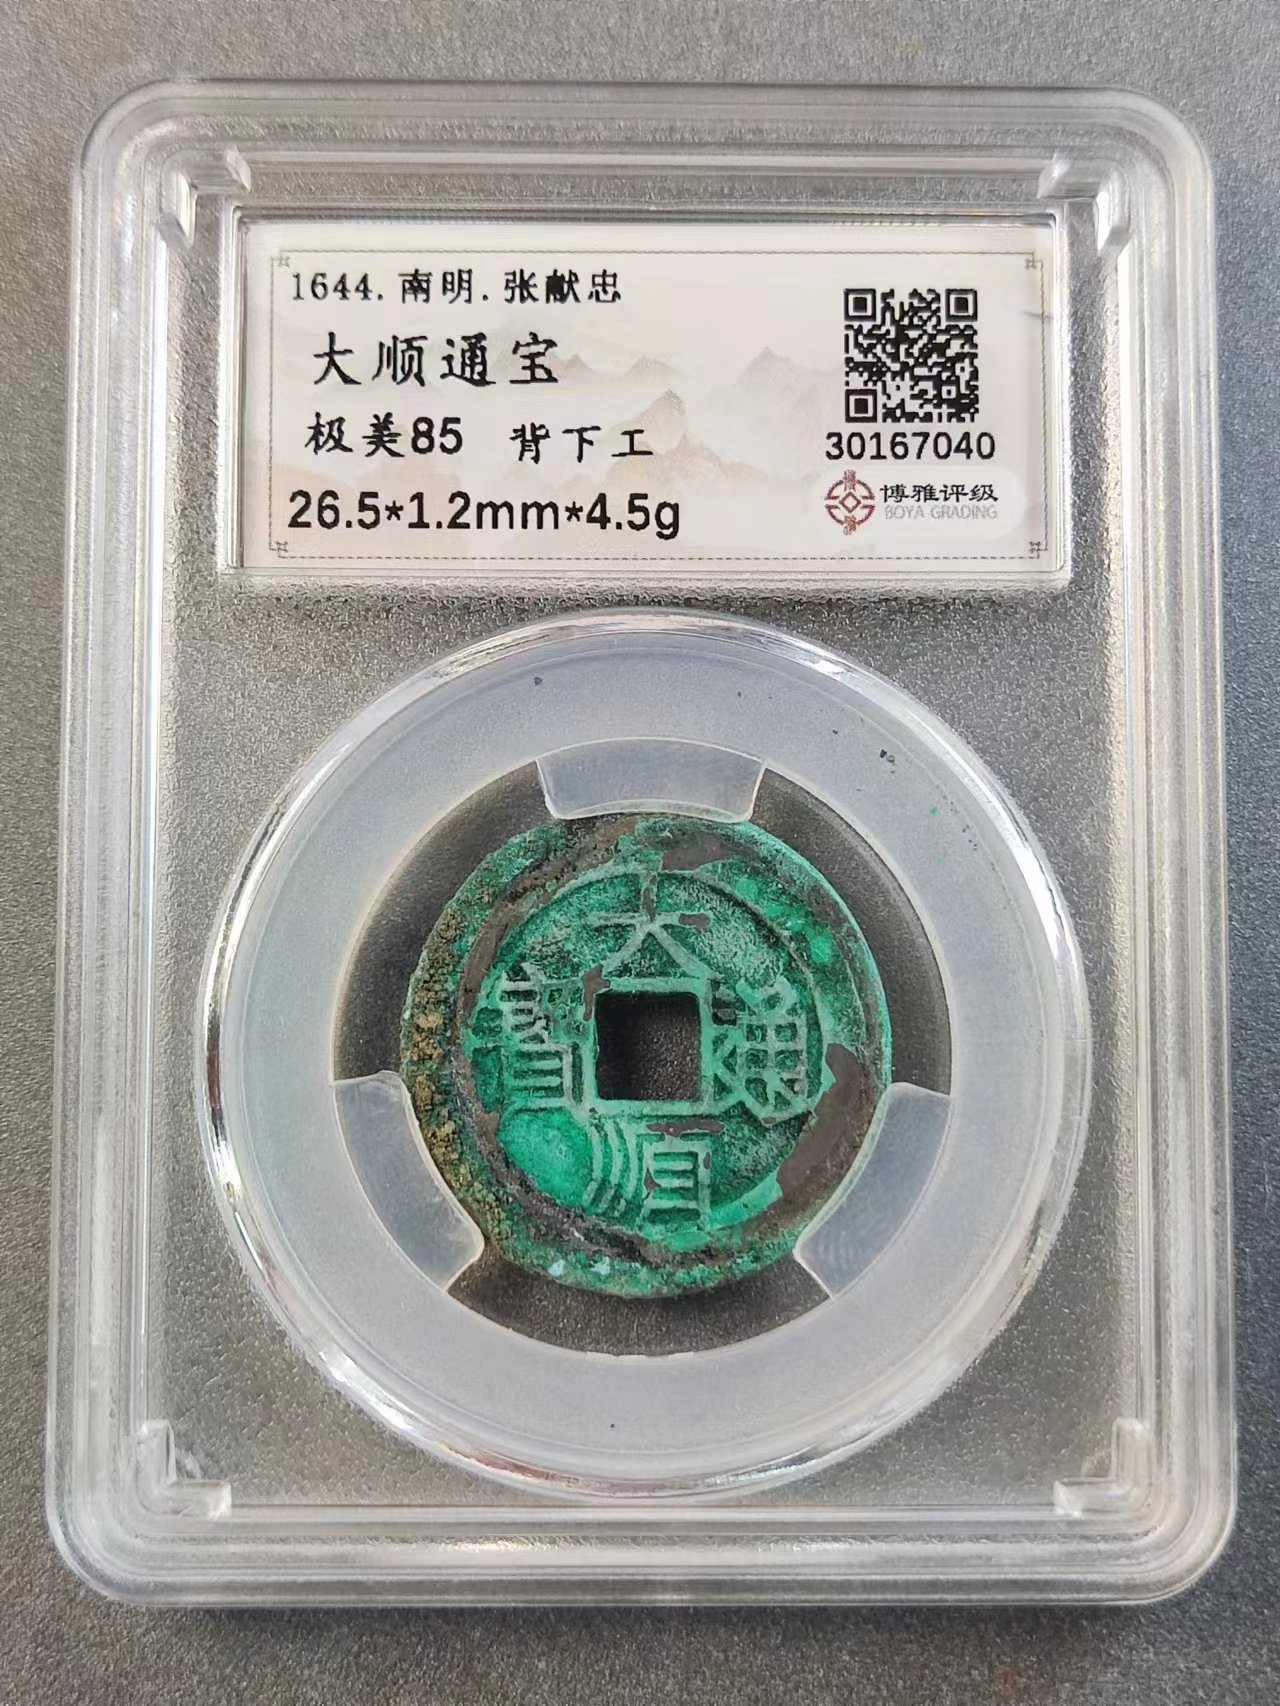 1644.南明.张献忠
大顺通宝
极美85 背下工
26.5*1.2mm*4.5g
30167040
博雅评级
BOYA GRADING
大
寶 通
順